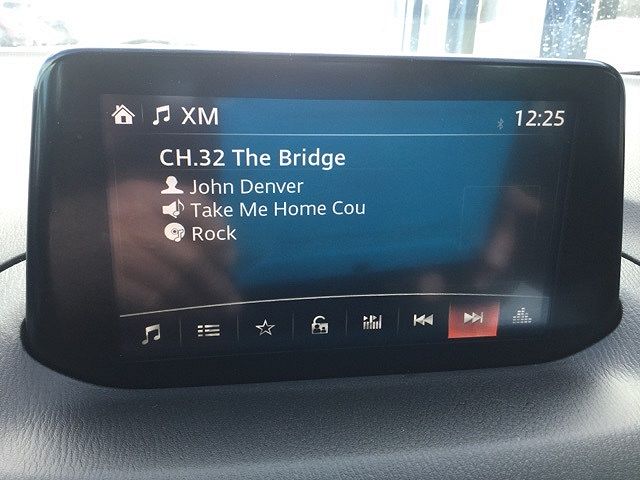 XM
12:25
CH.32 The Bridge
John Denver
Take Me Home Cou
Rock